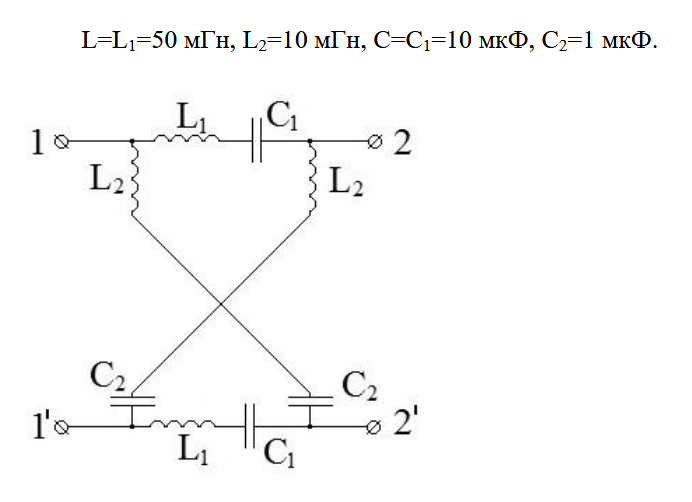 L=L₁=50 мГн, L₂=10 мГн, C=C₁=10 мкФ, C₂=1 мкФ.
L₁ C₁
1 2
L₂ L₂
C₂ C₂
1' 2'
L₁ C₁